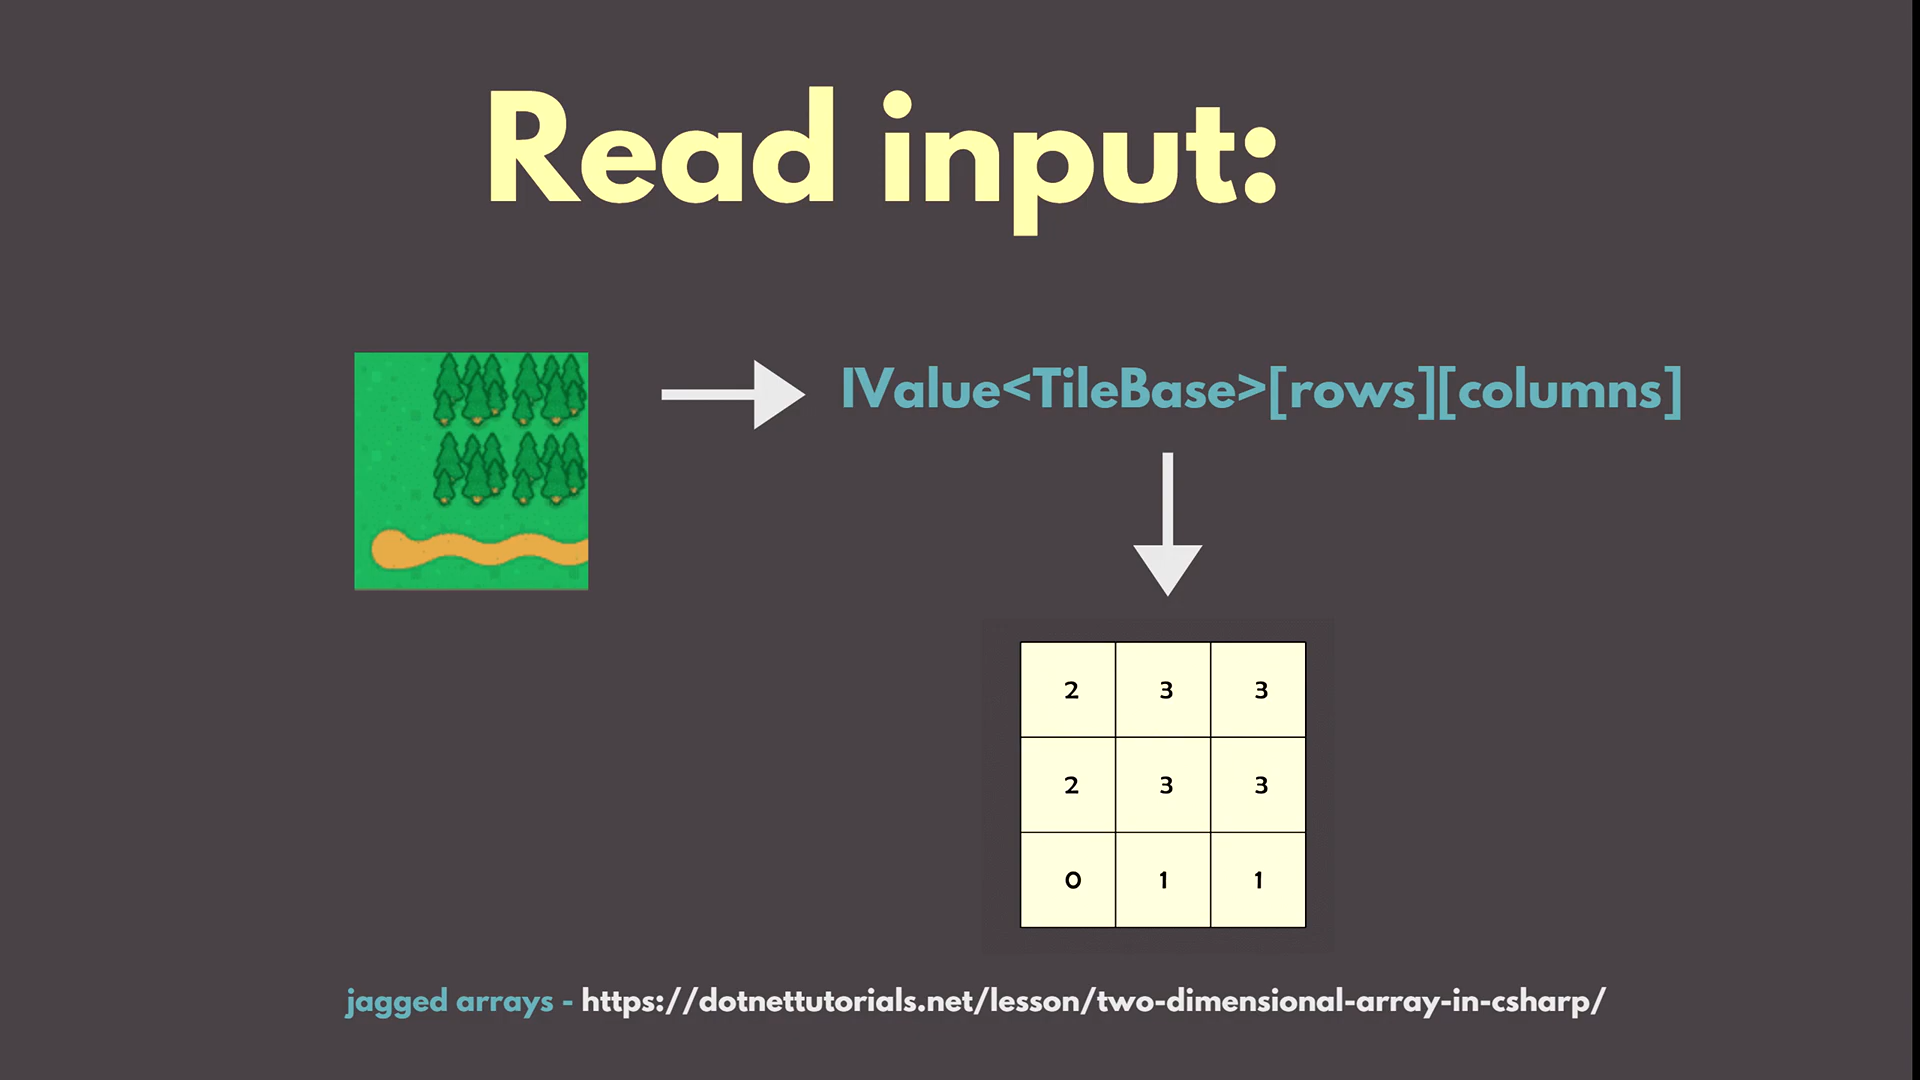 Read input:
IValue<TileBase>[rows][columns]
2 3 3
2 3 3
0 1 1
jagged arrays - https://dotnettutorials.net/lesson/two-dimensional-array-in-csharp/